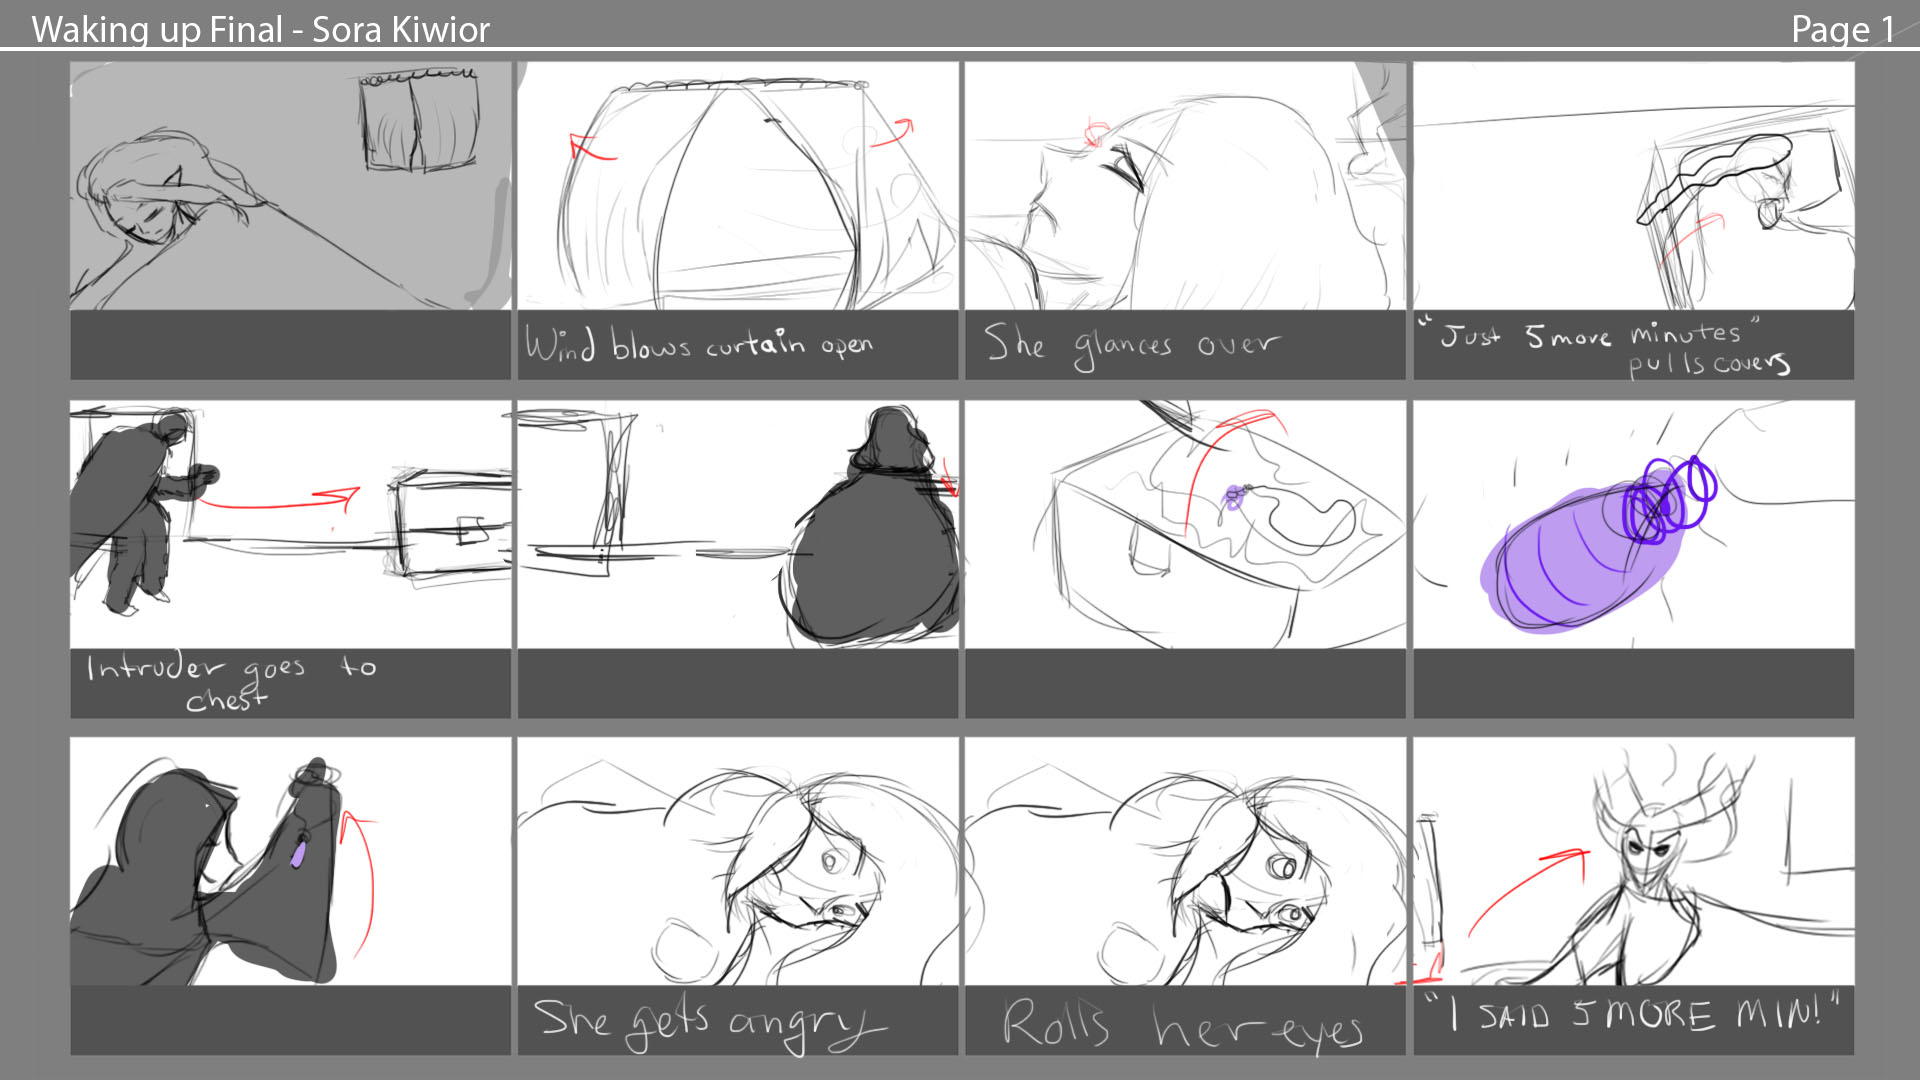 Waking up Final - Sora Kiwior
Page 1
Wind blows curtain open
She glances over
"Just 5 more minutes"
pulls covers
Intruder goes to
chest
She gets angry
Rolls her eyes
"I SAID 5 MORE MIN!"